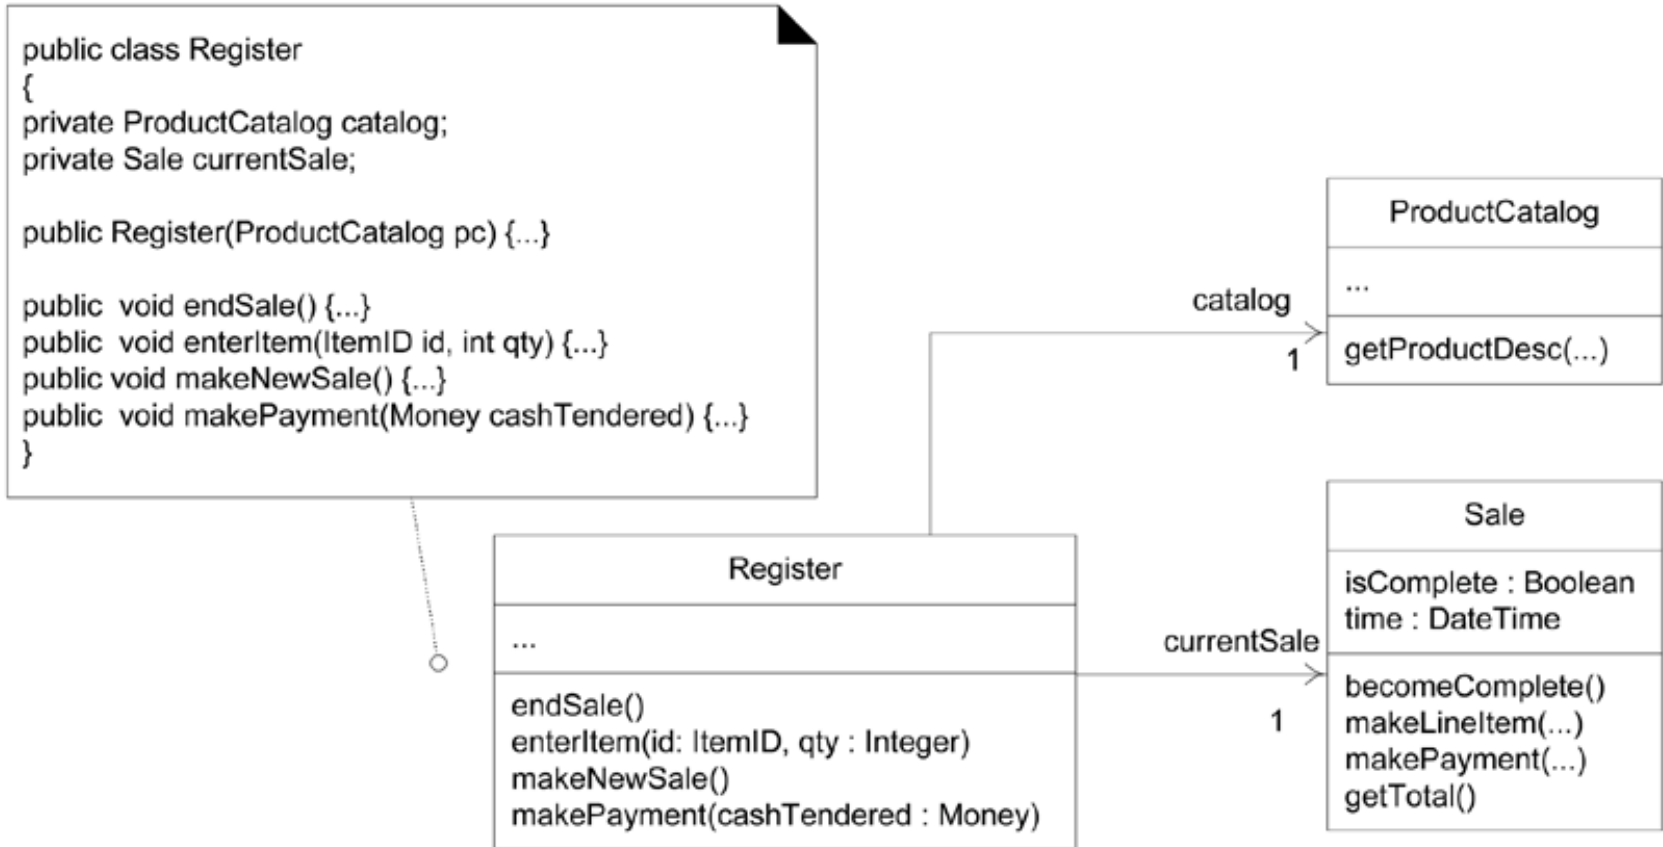 public class Register
{
private ProductCatalog catalog;
private Sale currentSale;
public Register(ProductCatalog pc) {...}
public  void endSale() {...}
public  void enterItem(ItemID id, int qty) {...}
public void makeNewSale() {...}
public  void makePayment(Money cashTendered) {...}
}
ProductCatalog
...
getProductDesc(...)
catalog
1
Register
...
endSale()
enterItem(id: ItemID, qty : Integer)
makeNewSale()
makePayment(cashTendered : Money)
currentSale
1
Sale
isComplete : Boolean
time : DateTime
becomeComplete()
makeLineItem(...)
makePayment(...)
getTotal()